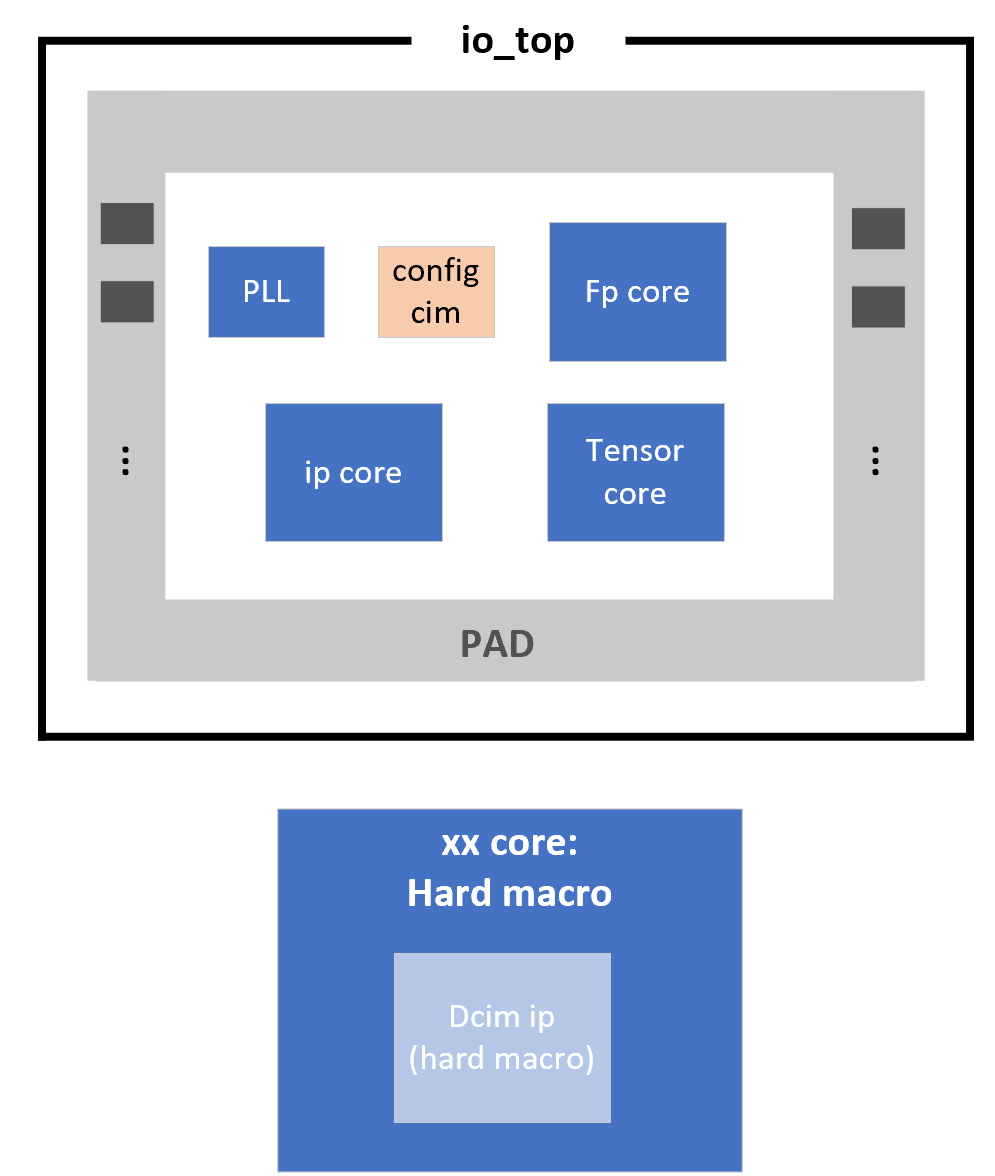 io_top
PLL
config
cim
Fp core
ip core
Tensor
core
PAD
xx core:
Hard macro
Dcim ip
(hard macro)